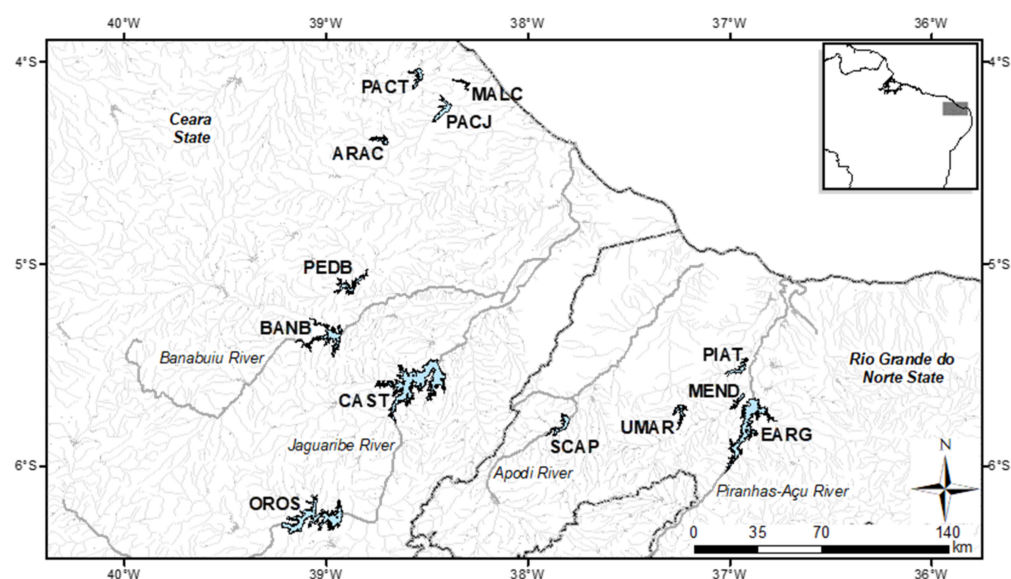 40°W 39°W 38°W 37°W 36°W
4°S 4°S
PACT
MALC
PACJ
Ceara
State
ARAC
5°S 5°S
PEDB
BANB
Banabuiu River
PIAT
Rio Grande do
Norte State
CAST
MEND
UMAR
EARG
Jaguaribe River
SCAP
N
6°S 6°S
Apodi River
Piranhas-Açu River
OROS
0 35 70 140
km
40°W 39°W 38°W 37°W 36°W